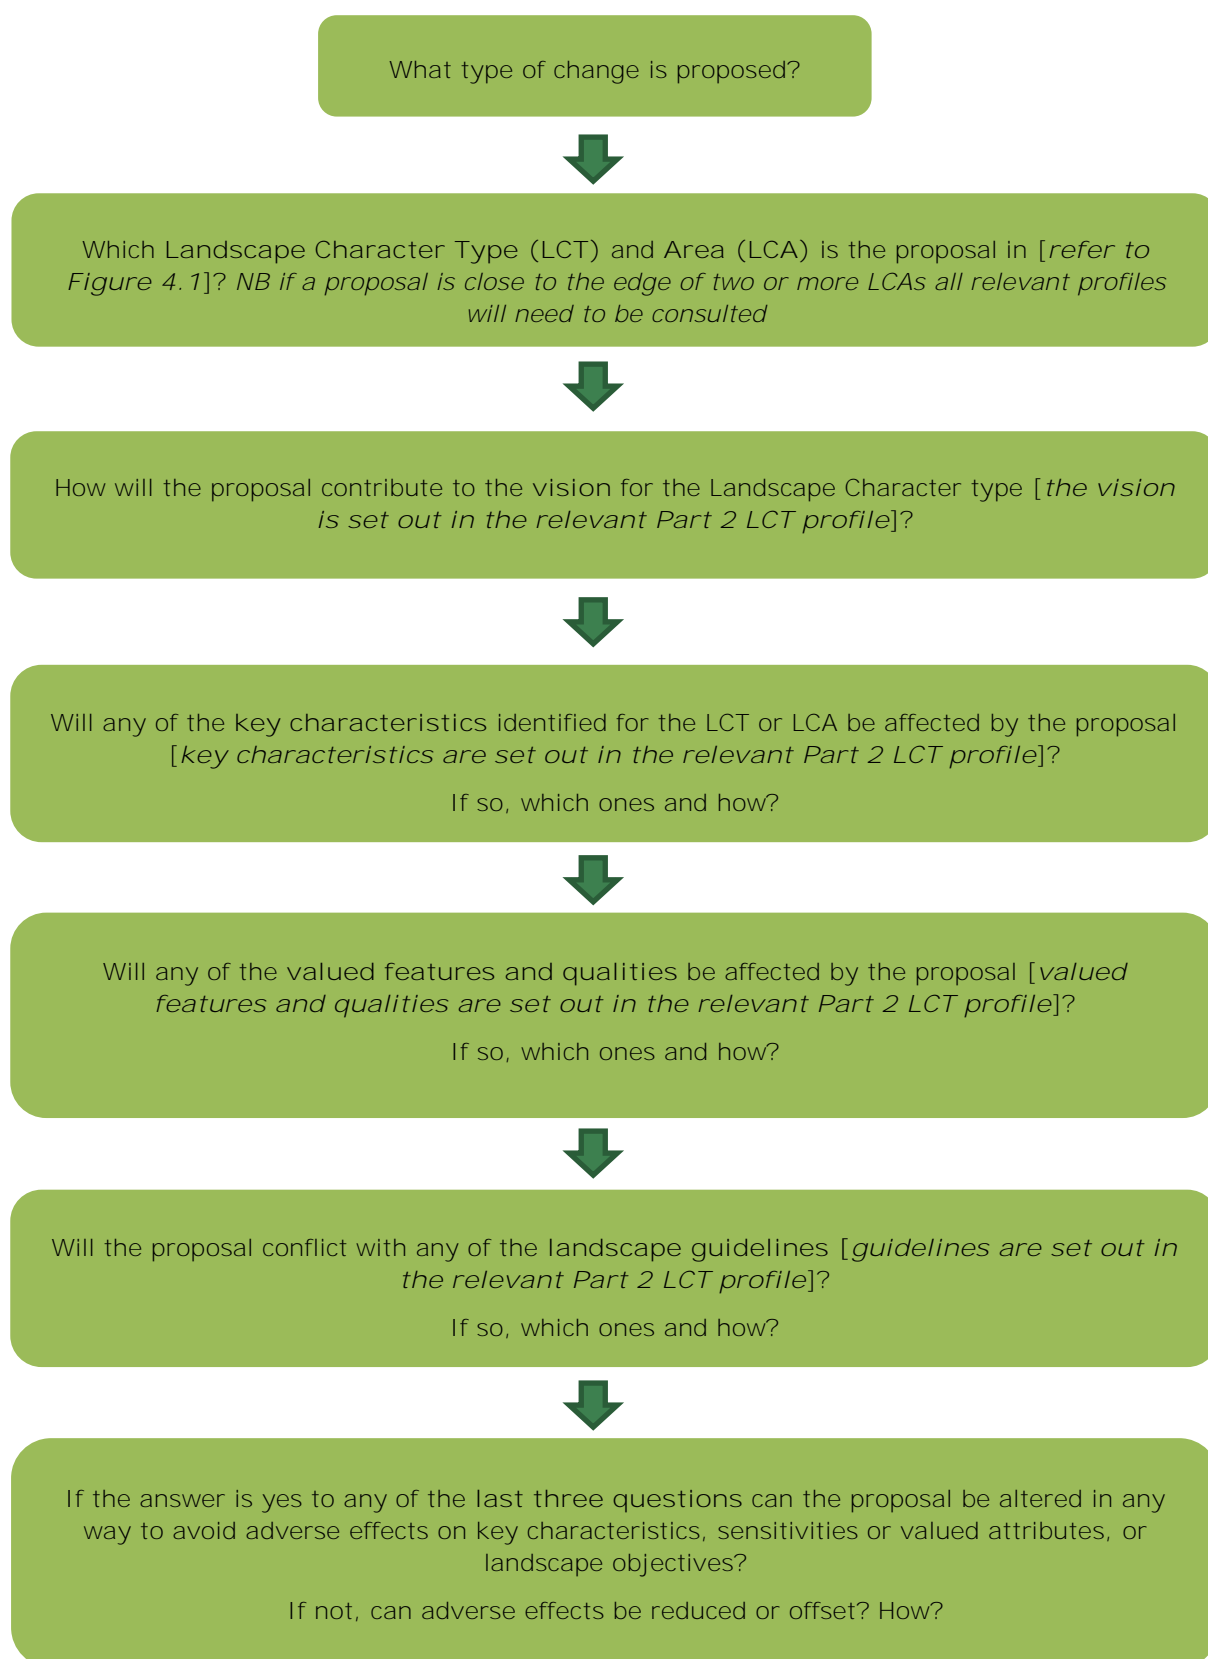 What type of change is proposed?
Which Landscape Character Type (LCT) and Area (LCA) is the proposal in [refer to
Figure 4.1]? NB if a proposal is close to the edge of two or more LCAs all relevant profiles
will need to be consulted
How will the proposal contribute to the vision for the Landscape Character type [the vision
is set out in the relevant Part 2 LCT profile]?
Will any of the key characteristics identified for the LCT or LCA be affected by the proposal
[key characteristics are set out in the relevant Part 2 LCT profile]?
If so, which ones and how?
Will any of the valued features and qualities be affected by the proposal [valued
features and qualities are set out in the relevant Part 2 LCT profile]?
If so, which ones and how?
Will the proposal conflict with any of the landscape guidelines [guidelines are set out in
the relevant Part 2 LCT profile]?
If so, which ones and how?
If the answer is yes to any of the last three questions can the proposal be altered in any
way to avoid adverse effects on key characteristics, sensitivities or valued attributes, or
landscape objectives?
If not, can adverse effects be reduced or offset? How?